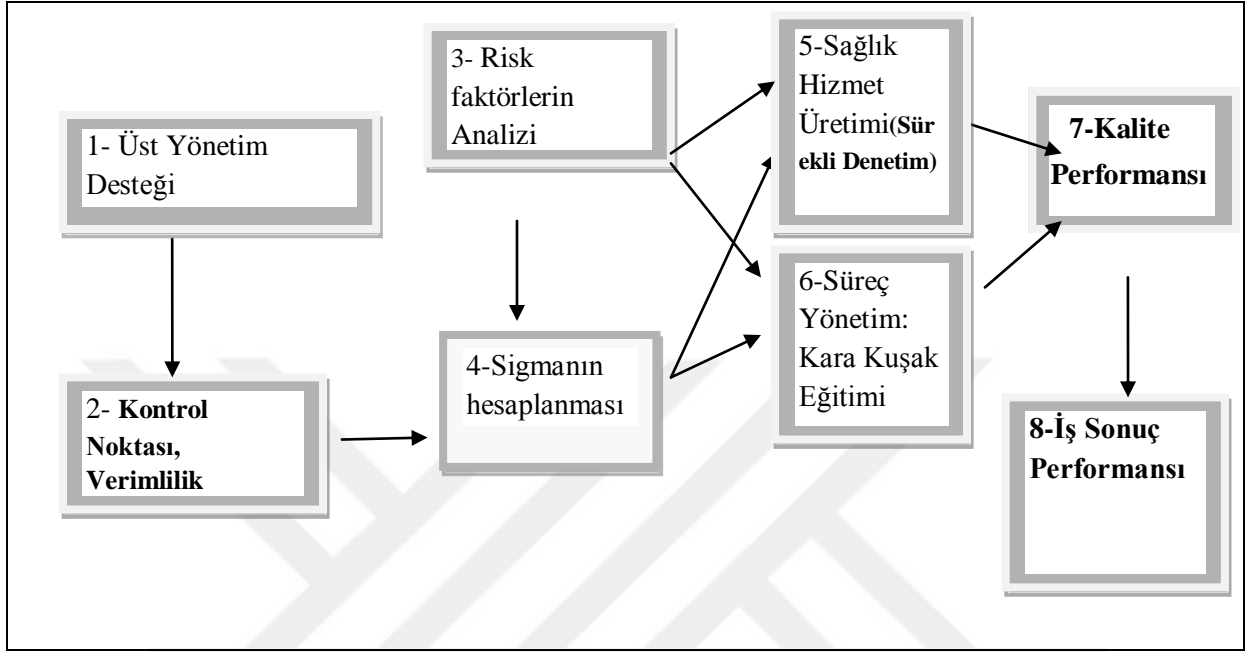 1- Üst Yönetim
Desteği
2- Kontrol
Noktası,
Verimlilik
3- Risk
faktörlerin
Analizi
4-Sigmanın
hesaplanması
5-Sağlık
Hizmet
Üretimi(Sür
ekli Denetim)
6-Süreç
Yönetim:
Kara Kuşak
Eğitimi
7-Kalite
Performansı
8-İş Sonuç
Performansı